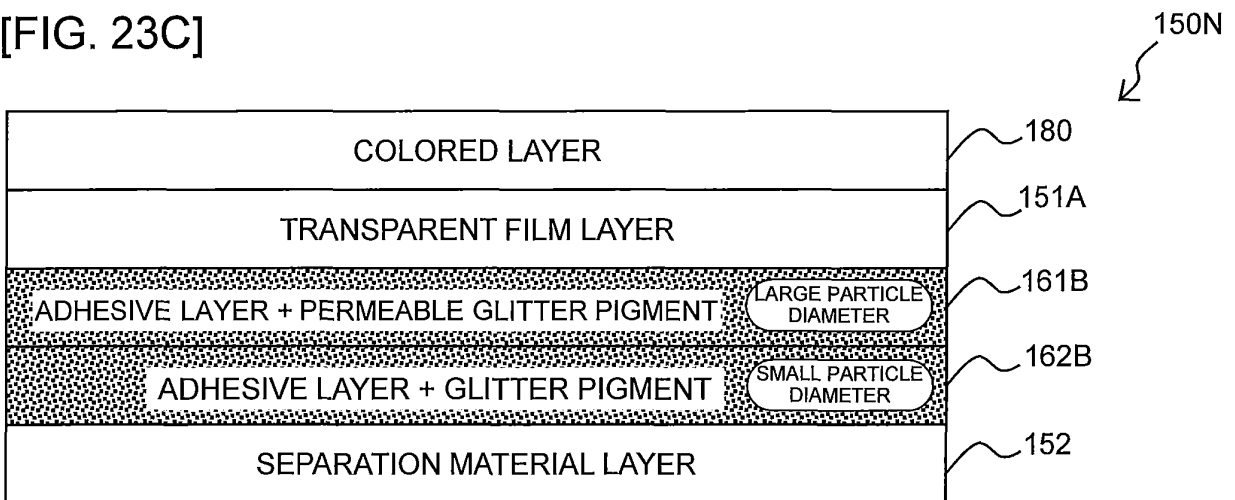 [FIG. 23C]
150N
COLORED LAYER
180
TRANSPARENT FILM LAYER
151A
ADHESIVE LAYER + PERMEABLE GLITTER PIGMENT
LARGE PARTICLE
DIAMETER
161B
ADHESIVE LAYER + GLITTER PIGMENT
SMALL PARTICLE
DIAMETER
162B
SEPARATION MATERIAL LAYER
152